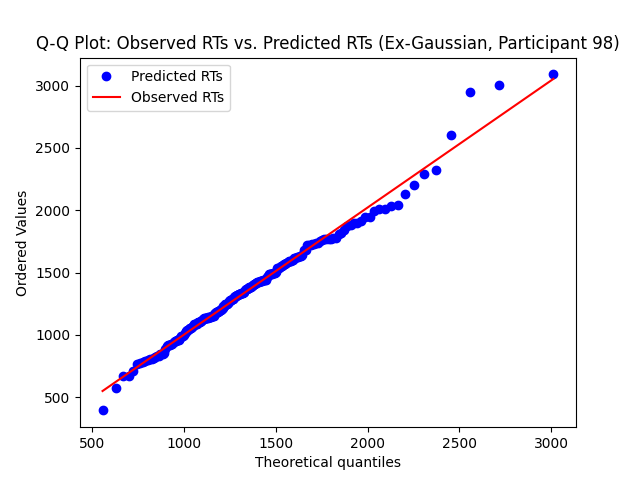 Q-Q Plot: Observed RTs vs. Predicted RTs (Ex-Gaussian, Participant 98)
Predicted RTs
Observed RTs
3000
2500
2000
1500
1000
500
Ordered Values
500 1000 1500 2000 2500 3000
Theoretical quantiles